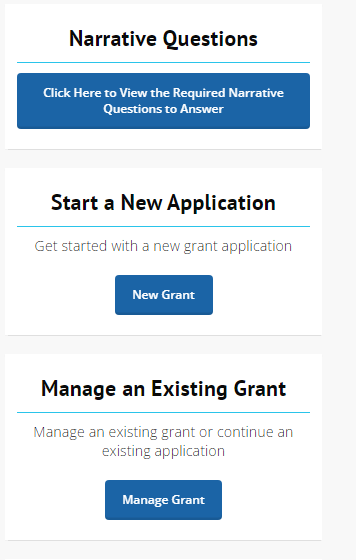 Narrative Questions
Click Here to View the Required Narrative
Questions to Answer
Start a New Application
Get started with a new grant application
New Grant
Manage an Existing Grant
Manage an existing grant or continue an
existing application
Manage Grant